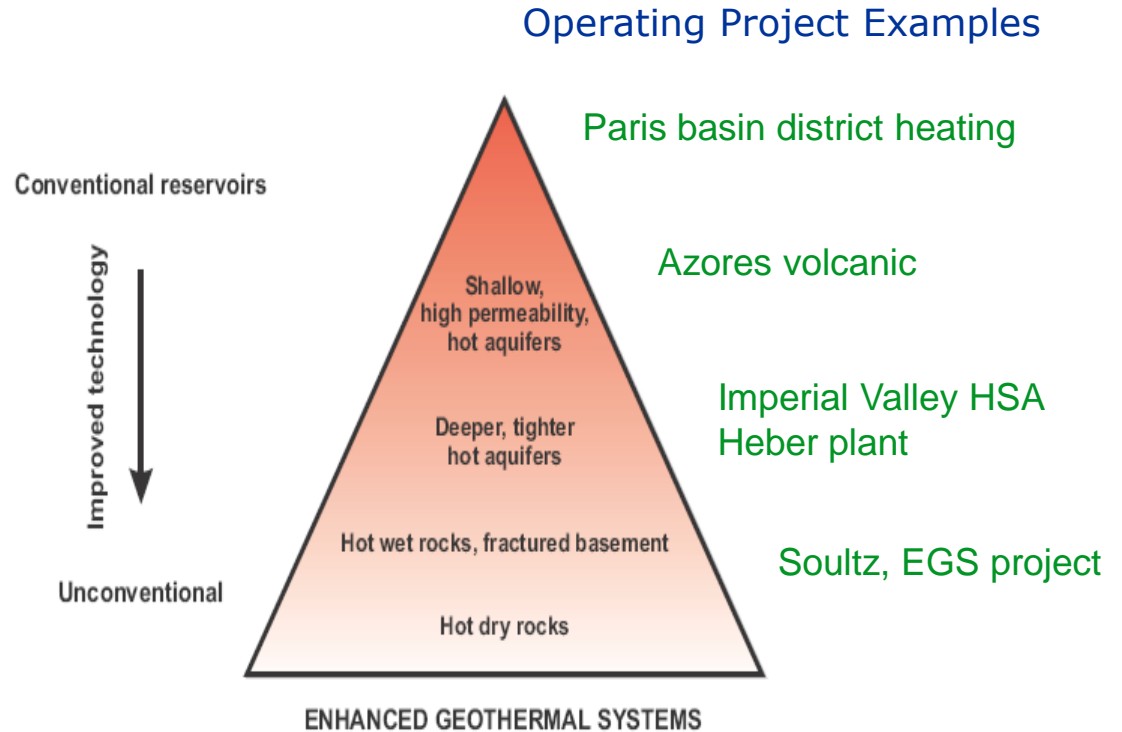 Operating Project Examples
Paris basin district heating
Conventional reservoirs
Azores volcanic
Improved technology
Shallow,
high permeability,
hot aquifers
Imperial Valley HSA
Heber plant
Deeper, tighter
hot aquifers
Hot wet rocks, fractured basement
Soultz, EGS project
Unconventional
Hot dry rocks
ENHANCED GEOTHERMAL SYSTEMS